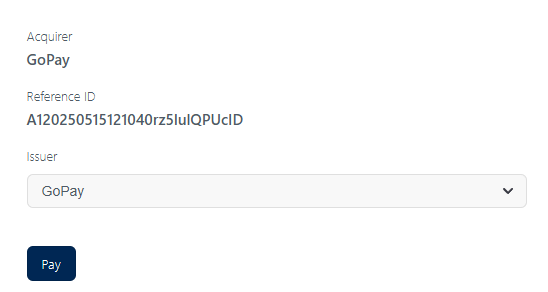 Acquirer
GoPay
Reference ID
A120250515121040rz5IulQPUcID
Issuer
GoPay
Pay